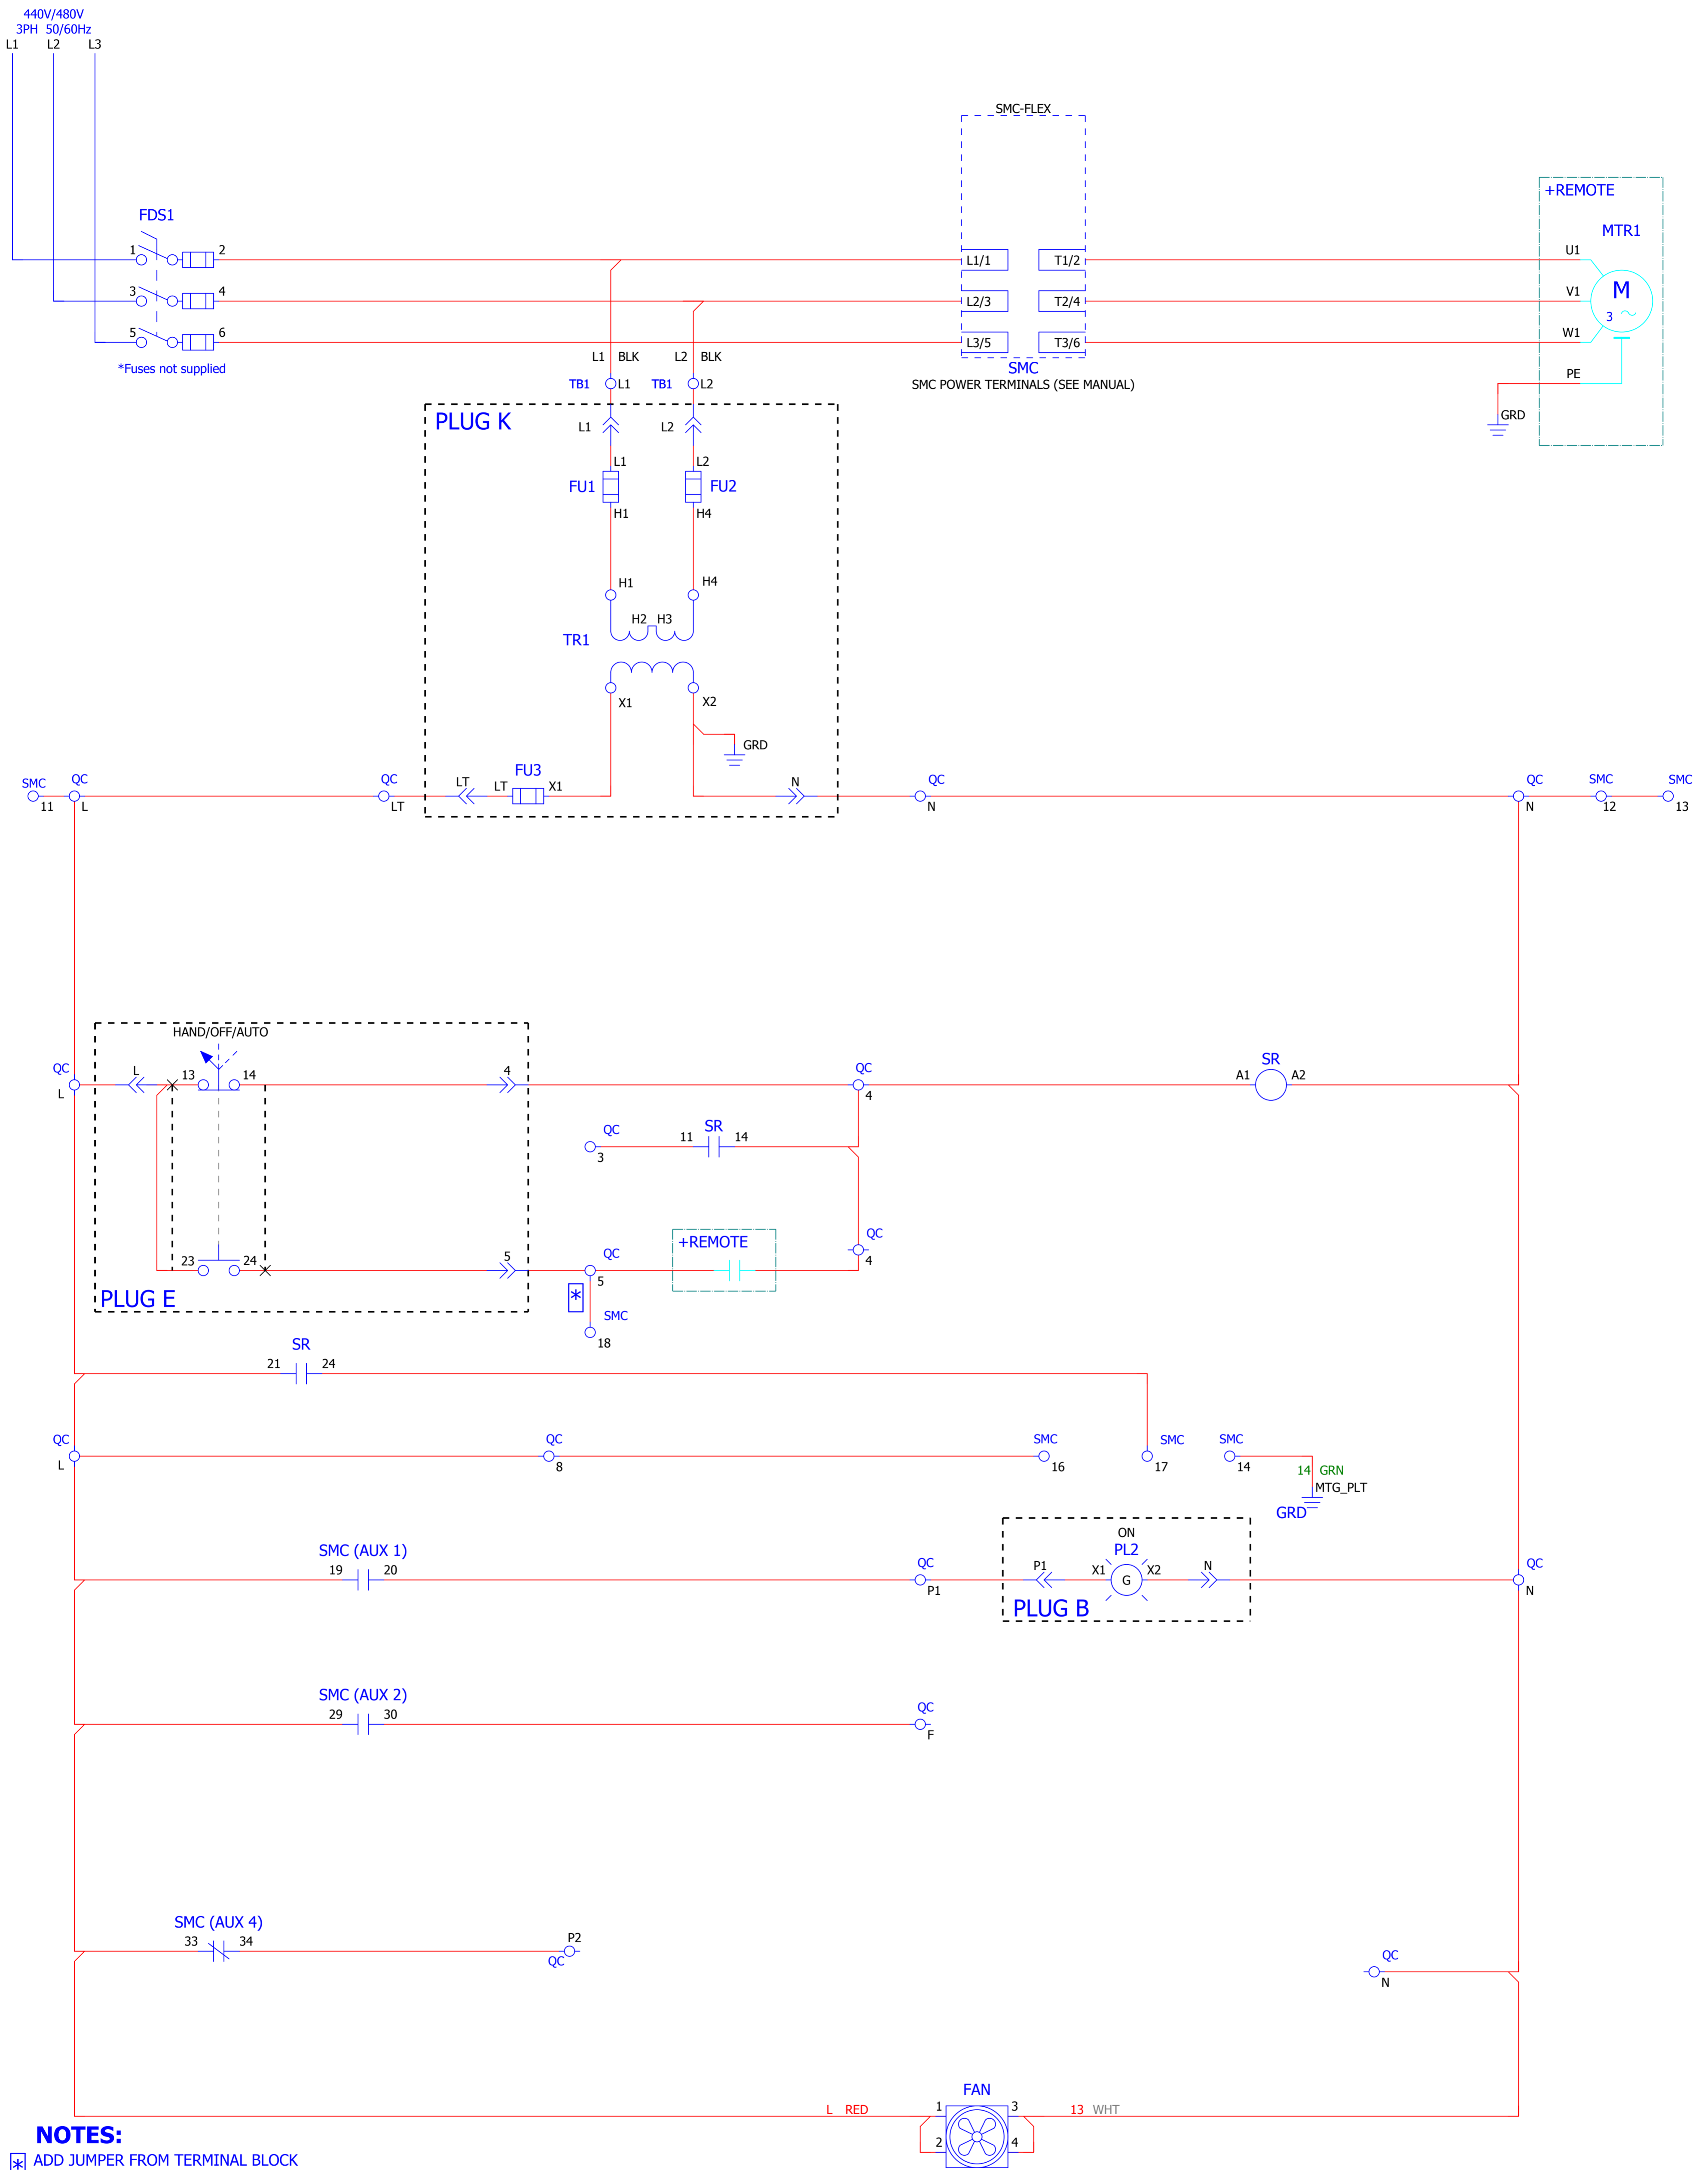 440V/480V
3PH 50/60Hz
L1 L2 L3
SMC-FLEX
+REMOTE
FDS1
MTR1
1 2 L1/1 T1/2 U1
3 4 L2/3 T2/4 V1 M
3
5 6 L3/5 T3/6 W1
*Fuses not supplied
L1 BLK L2 BLK
SMC
SMC POWER TERMINALS (SEE MANUAL)
PE
TB1 L1 TB1 L2
GRD
PLUG K
L1 L2
L1 L2
FU1 FU2
H1 H4
H1 H4
H2 H3
TR1
X1 X2
GRD
FU3
SMC QC QC LT LT X1 N QC QC SMC SMC
11 L LT N N 12 13
HAND/OFF/AUTO
QC L 13 14 4 QC SR
L 4 A1 A2
QC 11 SR 14
3
+REMOTE
QC
4
23 24 5 QC
5
PLUG E
*
SMC
18
SR
21 24
QC QC SMC SMC SMC
L 8 16 17 14
14 GRN
MTG_PLT
GRD
ON
SMC (AUX 1) PL2
19 20 QC P1 X1 G X2 N QC
P1 N
PLUG B
SMC (AUX 2)
29 30 QC
F
SMC (AUX 4)
33 34 P2
QC
QC
N
FAN
L RED 1 3 13 WHT
2 4
NOTES:
* ADD JUMPER FROM TERMINAL BLOCK